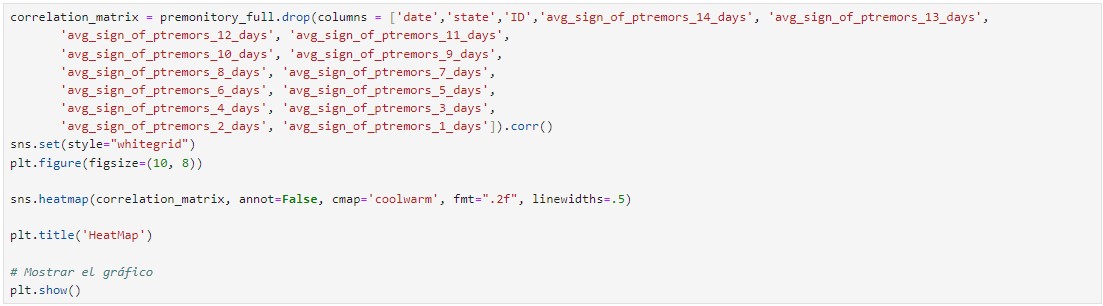 correlation_matrix = premonitory_full.drop(columns = ['date','state','ID','avg_sign_of_ptremors_14_days', 'avg_sign_of_ptremors_13_days',
       'avg_sign_of_ptremors_12_days', 'avg_sign_of_ptremors_11_days',
       'avg_sign_of_ptremors_10_days', 'avg_sign_of_ptremors_9_days',
       'avg_sign_of_ptremors_8_days', 'avg_sign_of_ptremors_7_days',
       'avg_sign_of_ptremors_6_days', 'avg_sign_of_ptremors_5_days',
       'avg_sign_of_ptremors_4_days', 'avg_sign_of_ptremors_3_days',
       'avg_sign_of_ptremors_2_days', 'avg_sign_of_ptremors_1_days']).corr()
sns.set(style="whitegrid")
plt.figure(figsize=(10, 8))
sns.heatmap(correlation_matrix, annot=False, cmap='coolwarm', fmt=".2f", linewidths=.5)
plt.title('HeatMap')
# Mostrar el gráfico
plt.show()